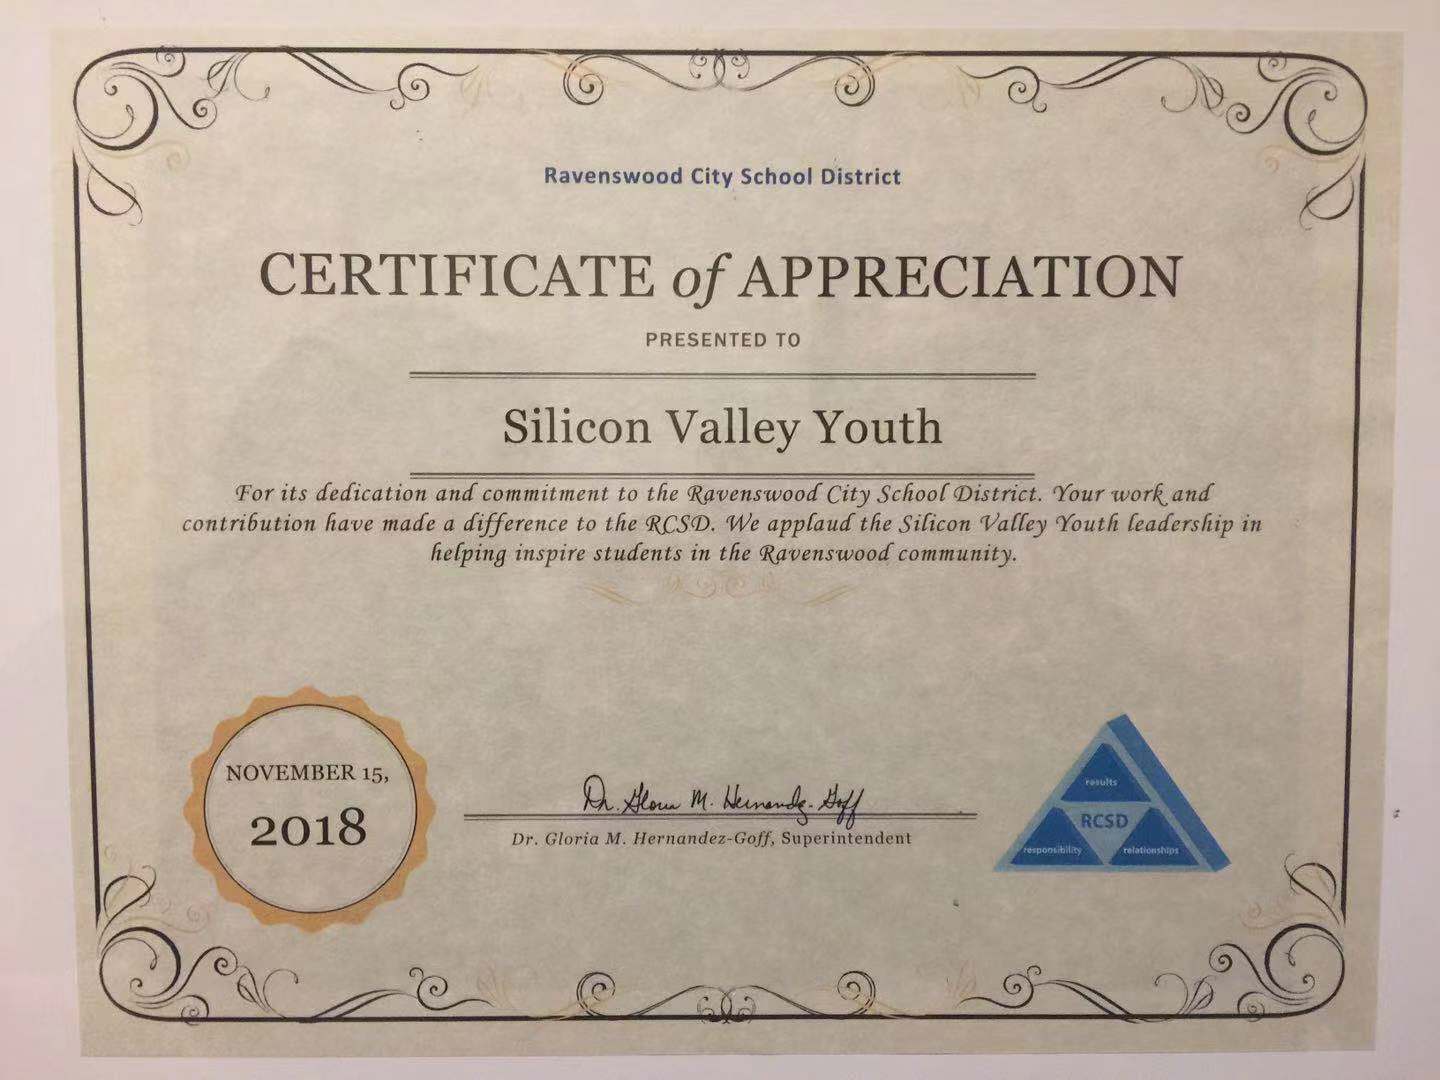 Ravenswood City School District
CERTIFICATE of APPRECIATION
PRESENTED TO
Silicon Valley Youth
For its dedication and commitment to the Ravenswood City School District. Your work and
contribution have made a difference to the RCSD. We applaud the Silicon Valley Youth leadership in
helping inspire students in the Ravenswood community.
NOVEMBER 15,
2018
Dr. Gloria M. Hernandez-Goff
Dr. Gloria M. Hernandez-Goff, Superintendent
results
RCSD
responsibility
relationships